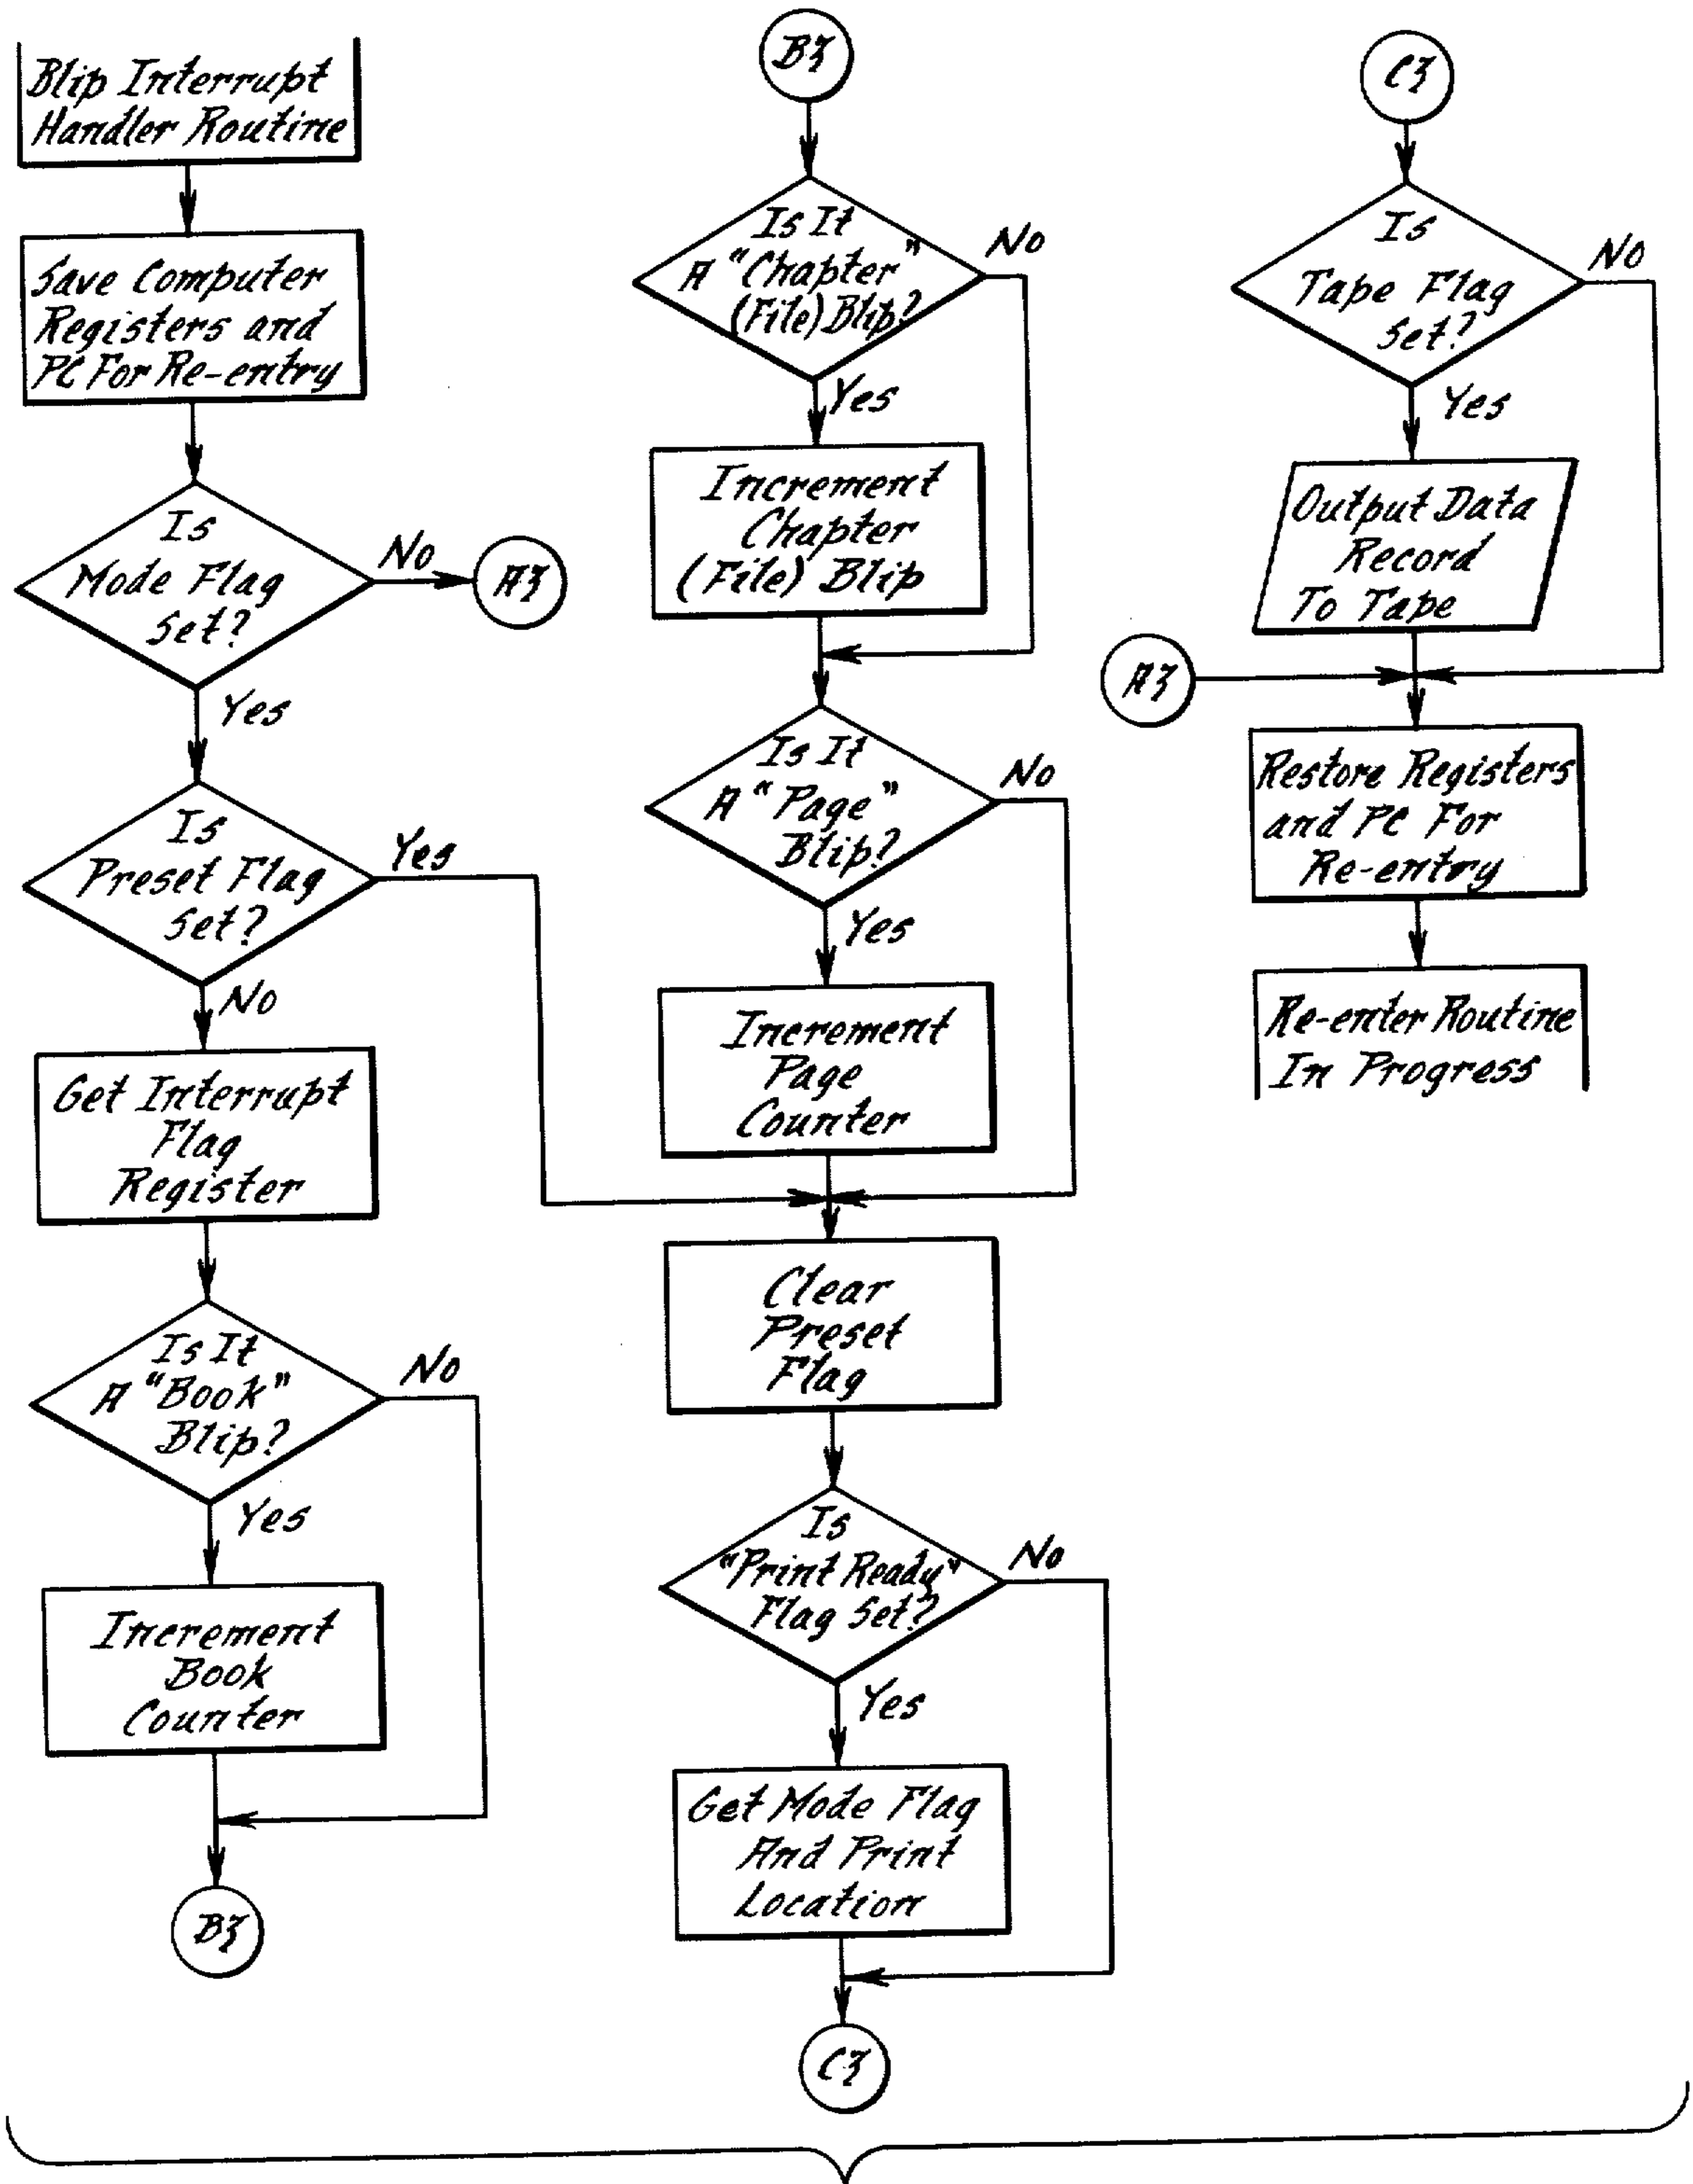 Blip Interrupt
Handler Routine
Save Computer
Registers and
PC For Re-entry
Is
Mode Flag
Set?
No
A3
Yes
Is
Preset Flag
Set?
Yes
No
Get Interrupt
Flag
Register
Is It
A "Book"
Blip?
No
Yes
Increment
Book
Counter
B3
B3
Is It
A "Chapter"
(File) Blip?
No
Yes
Increment
Chapter
(File) Blip
Is It
A "Page"
Blip?
No
Yes
Increment
Page
Counter
Clear
Preset
Flag
Is
"Print Ready"
Flag Set?
No
Yes
Get Mode Flag
And Print
Location
C3
C3
Is
Tape Flag
Set?
No
Yes
Output Data
Record
To Tape
A3
Restore Registers
and PC For
Re-entry
Re-enter Routine
In Progress